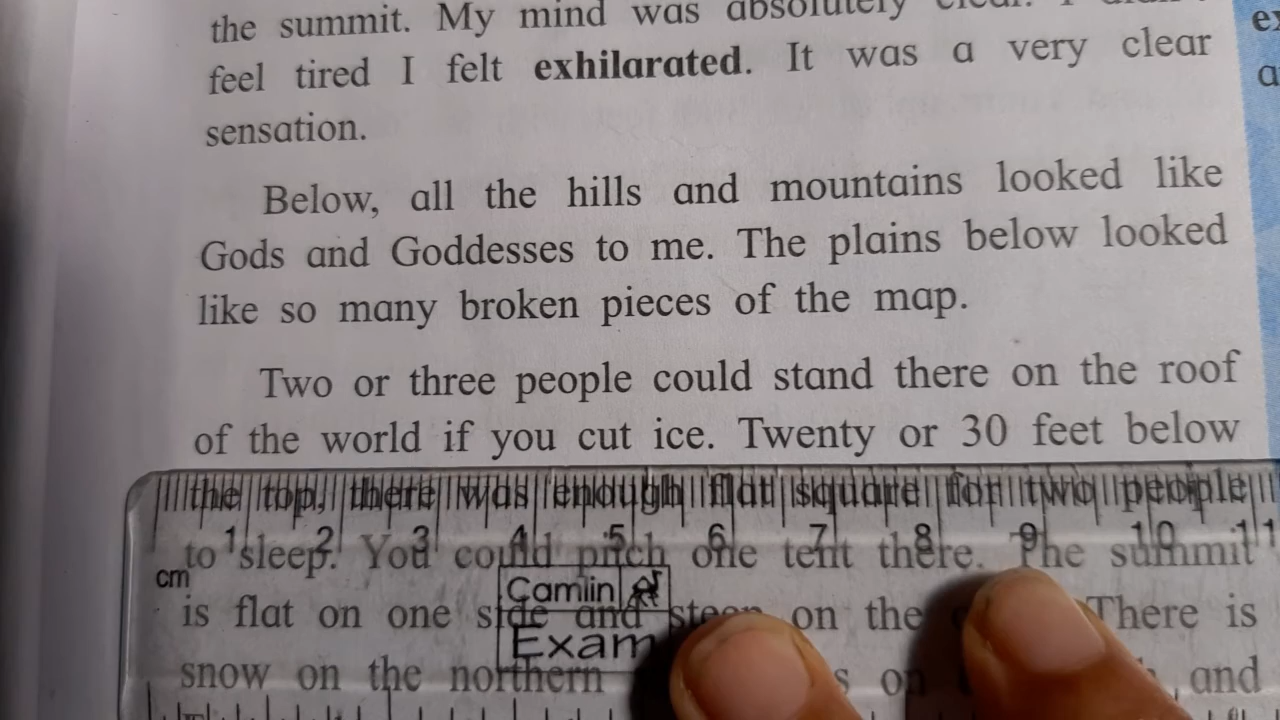 the summit. My mind was absolutely clear. I didn't
feel tired I felt exhilarated. It was a very clear
sensation.
Below, all the hills and mountains looked like
Gods and Goddesses to me. The plains below looked
like so many broken pieces of the map.
Two or three people could stand there on the roof
of the world if you cut ice. Twenty or 30 feet below
the top, there was enough flat square for two people
1 2 3 4 5 6 7 8 9 10 11
to sleep. You could pitch one tent there. The summit
cm
Camlin
is flat on one side and steep on the There is
Exam
snow on the northern on and